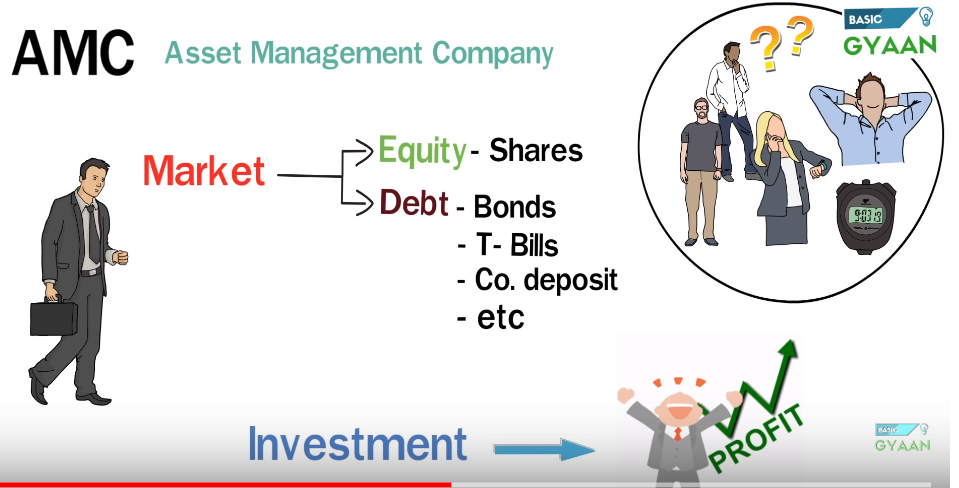 AMC Asset Management Company
BASIC
GYAAN
??
Market
Equity - Shares
Debt - Bonds
- T- Bills
- Co. deposit
- etc
Investment
PROFIT
BASIC
GYAAN